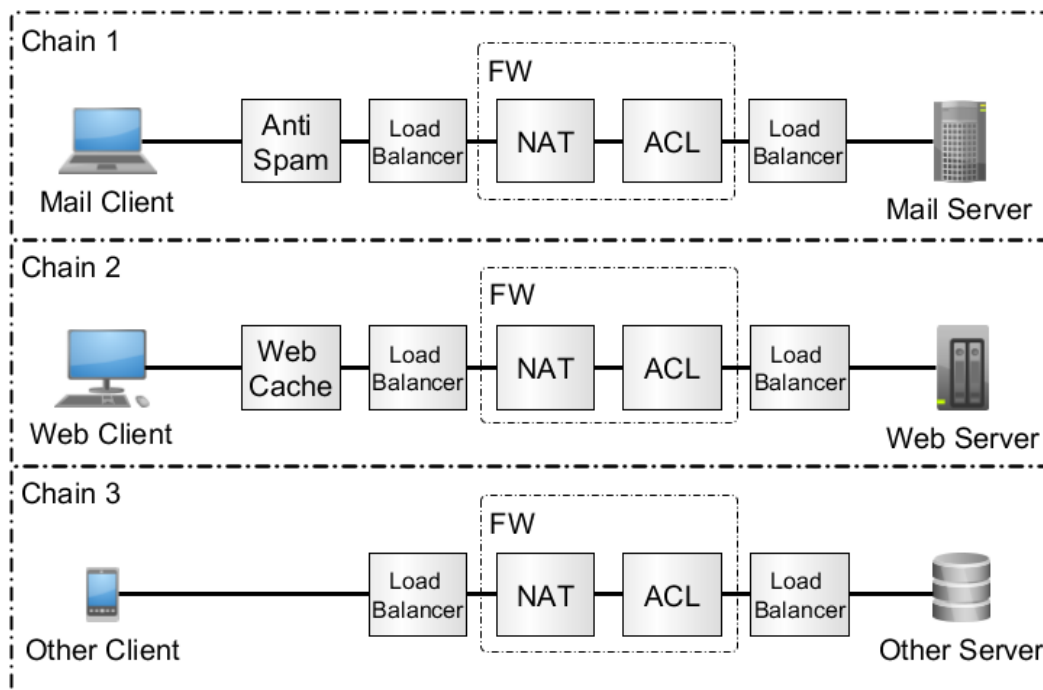 Chain 1
FW
Anti
Spam
Load
Balancer
NAT
ACL
Load
Balancer
Mail Client
Mail Server
Chain 2
FW
Web
Cache
Load
Balancer
NAT
ACL
Load
Balancer
Web Client
Web Server
Chain 3
FW
Load
Balancer
NAT
ACL
Load
Balancer
Other Client
Other Server